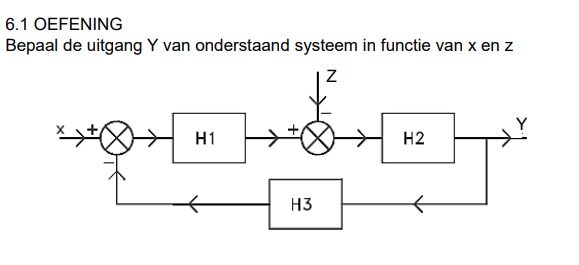 6.1 OEFENING
Bepaal de uitgang Y van onderstaand systeem in functie van x en z
Z
x + H1 + − H2 Y
−
H3